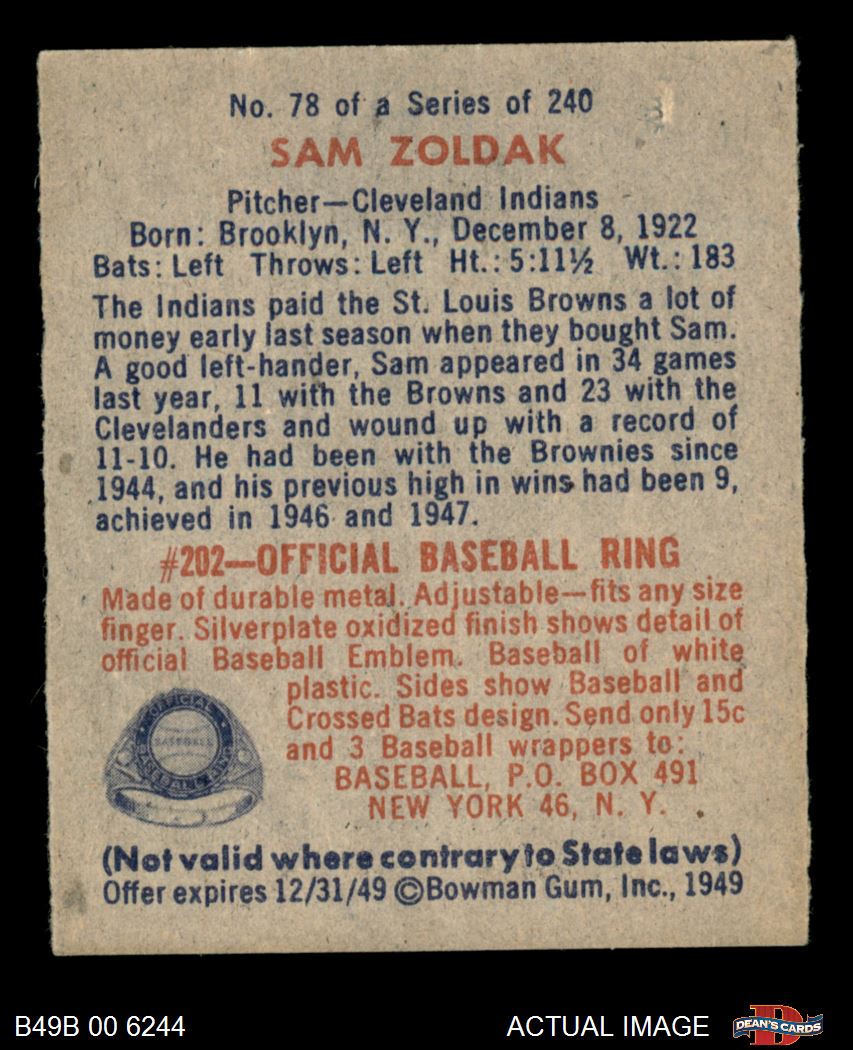 No. 78 of a Series of 240
SAM ZOLDAK
Pitcher—Cleveland Indians
Born: Brooklyn, N. Y., December 8, 1922
Bats: Left Throws: Left Ht.: 5:11½ Wt.: 183
The Indians paid the St. Louis Browns a lot of
money early last season when they bought Sam.
A good left-hander, Sam appeared in 34 games
last year, 11 with the Browns and 23 with the
Clevelanders and wound up with a record of
11-10. He had been with the Brownies since
1944, and his previous high in wins had been 9,
achieved in 1946 and 1947.
#202—OFFICIAL BASEBALL RING
Made of durable metal. Adjustable—fits any size
finger. Silverplate oxidized finish shows detail of
official Baseball Emblem. Baseball of white
plastic. Sides show Baseball and
Crossed Bats design. Send only 15c
and 3 Baseball wrappers to:
BASEBALL, P.O. BOX 491
NEW YORK 46, N. Y.
OFFICIAL
BASEBALL
BASEBALL RING
(Not valid where contrary to State laws)
Offer expires 12/31/49 ©Bowman Gum, Inc., 1949
B49B 00 6244
ACTUAL IMAGE
DEAN'S CARDS